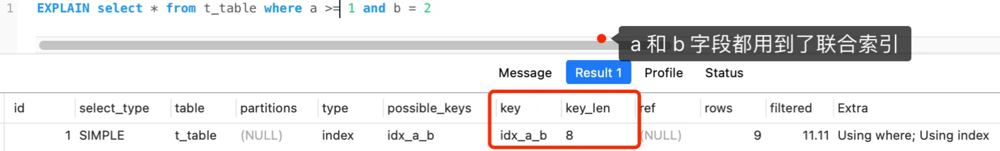 1 EXPLAIN select * from t_table where a >= 1 and b = 2
a 和 b 字段都用到了联合索引
Message Result 1 Profile Status
id select_type table partitions type possible_keys key key_len ref rows filtered Extra
1 SIMPLE t_table (NULL) index idx_a_b idx_a_b 8 (NULL) 9 11.11 Using where; Using index